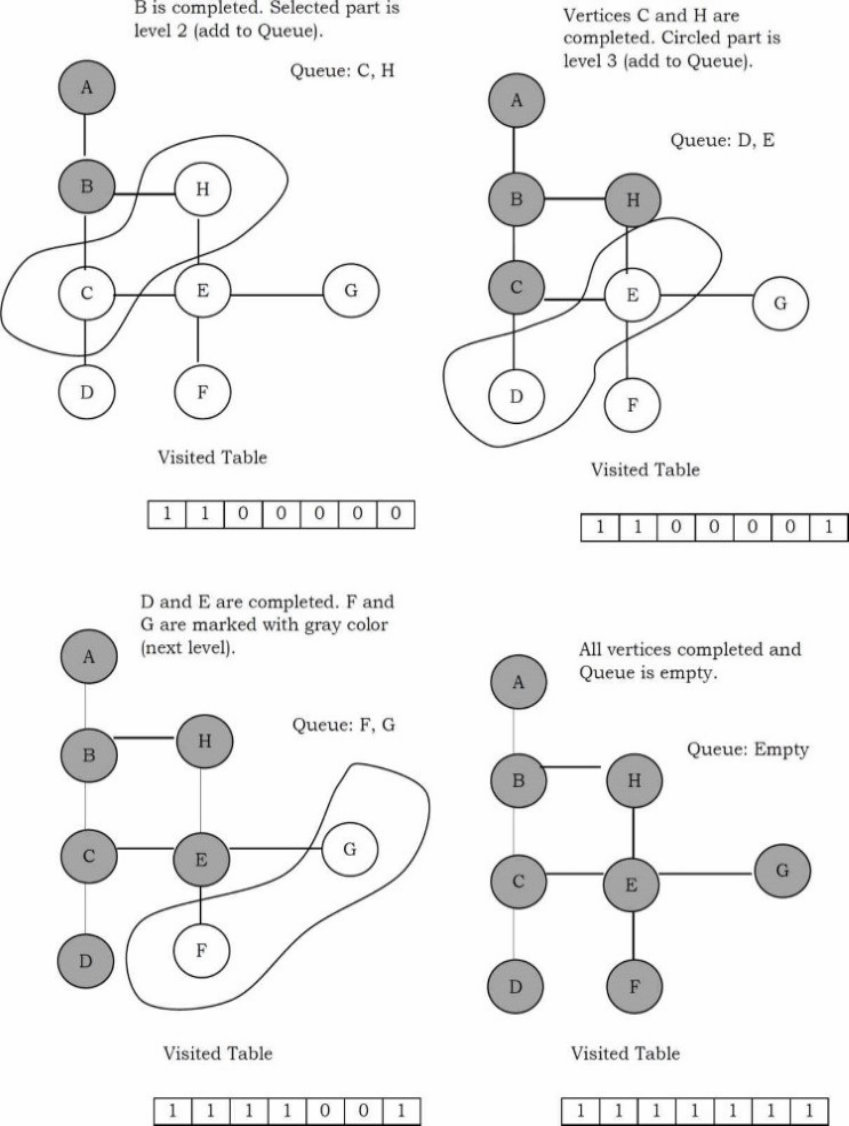 B is completed. Selected part is
level 2 (add to Queue).
Queue: C, H
A
B
H
C
E
G
D
F
Visited Table
1 1 0 0 0 0 0
Vertices C and H are
completed. Circled part is
level 3 (add to Queue).
A
Queue: D, E
B
H
C
E
G
D
F
Visited Table
1 1 0 0 0 0 1
D and E are completed. F and
G are marked with gray color
(next level).
A
Queue: F, G
B
H
C
E
G
D
F
Visited Table
1 1 1 1 0 0 1
All vertices completed and
Queue is empty.
A
Queue: Empty
B
H
C
E
G
D
F
Visited Table
1 1 1 1 1 1 1